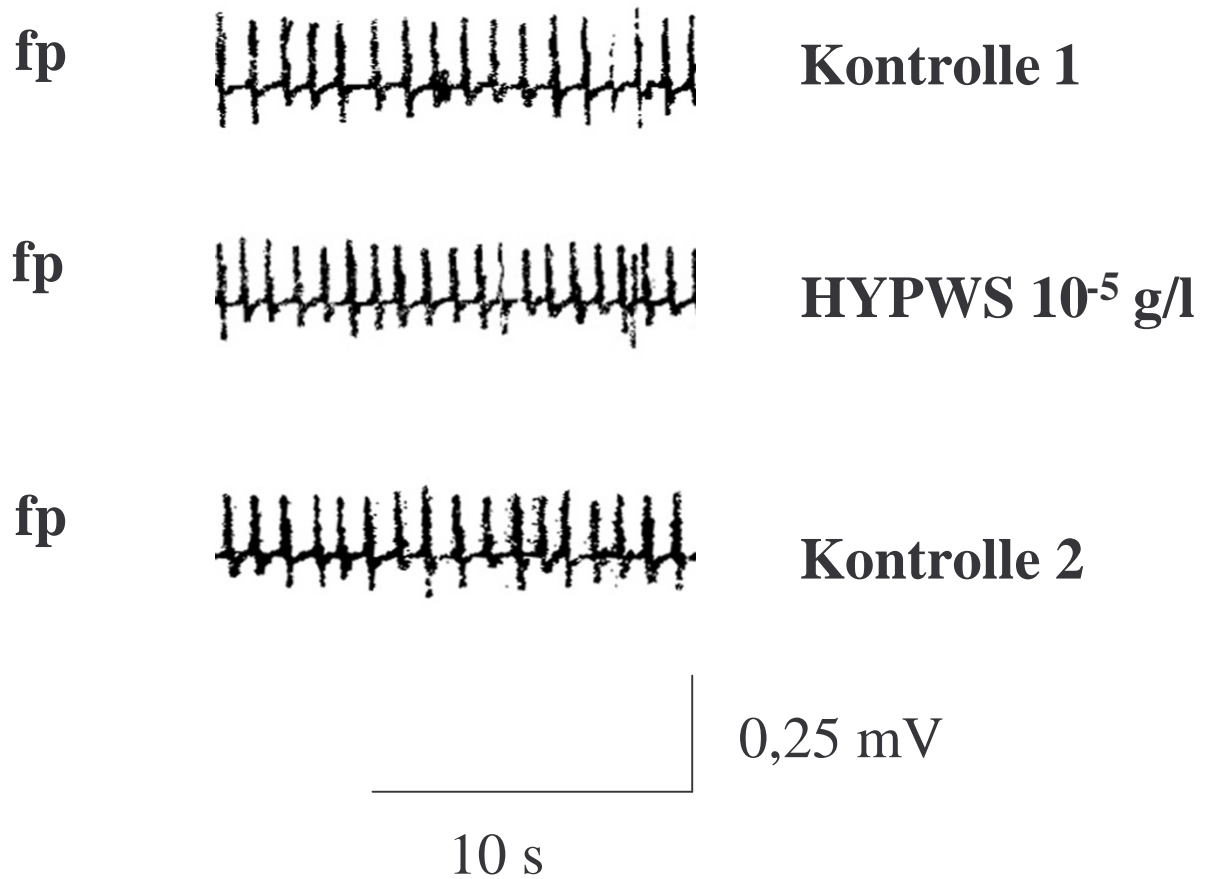 fp Kontrolle 1
fp HYPWS 10⁻⁵ g/l
fp Kontrolle 2
0,25 mV
10 s